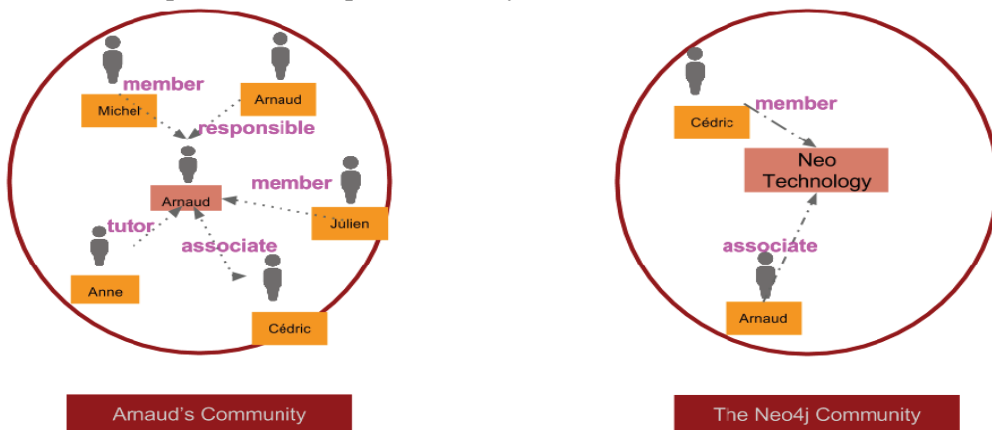 member
Michel
Arnaud
responsible
Arnaud
member
Júlien
tutor
associate
Anne
Cédric
Arnaud's Community
Cédric
member
Neo
Technology
associate
Arnaud
The Neo4j Community